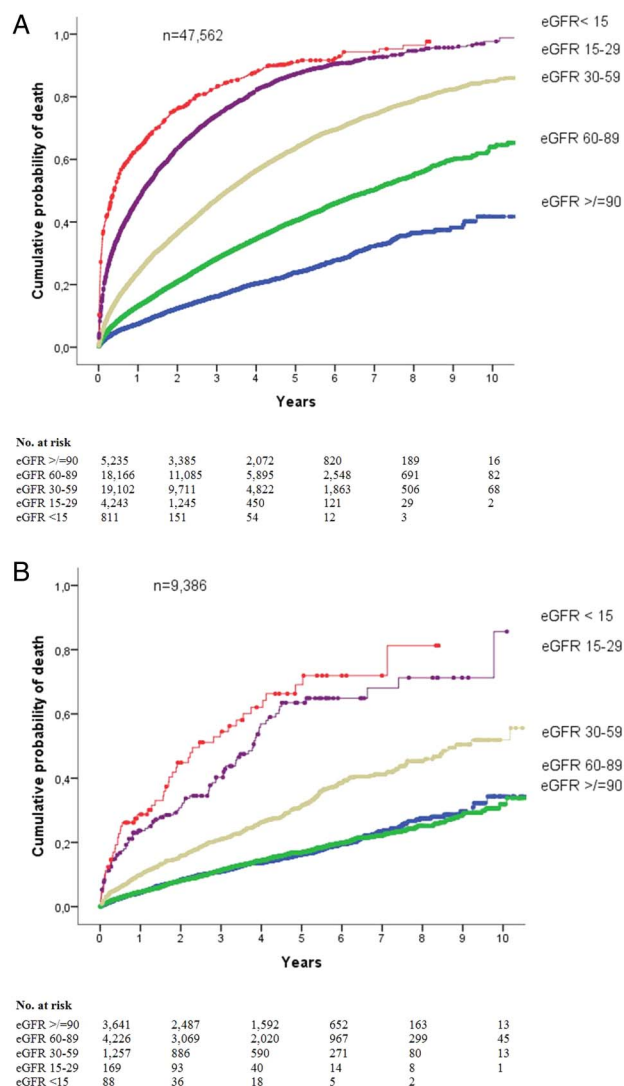 A
n=47,562
eGFR< 15
eGFR 15-29
eGFR 30-59
eGFR 60-89
eGFR >/=90
Cumulative probability of death
1,0
0,8
0,6
0,4
0,2
0,0
0 1 2 3 4 5 6 7 8 9 10
Years
No. at risk
eGFR >/=90 5,235 3,385 2,072 820 189 16
eGFR 60-89 18,166 11,085 5,895 2,548 691 82
eGFR 30-59 19,102 9,711 4,822 1,863 506 68
eGFR 15-29 4,243 1,245 450 121 29 2
eGFR <15 811 151 54 12 3
B
n=9,386
eGFR < 15
eGFR 15-29
eGFR 30-59
eGFR 60-89
eGFR >/=90
Cumulative probability of death
1,0
0,8
0,6
0,4
0,2
0,0
0 1 2 3 4 5 6 7 8 9 10
Years
No. at risk
eGFR >/=90 3,641 2,487 1,592 652 163 13
eGFR 60-89 4,226 3,069 2,020 967 299 45
eGFR 30-59 1,257 886 590 271 80 13
eGFR 15-29 169 93 40 14 8 1
eGFR <15 88 36 18 5 2